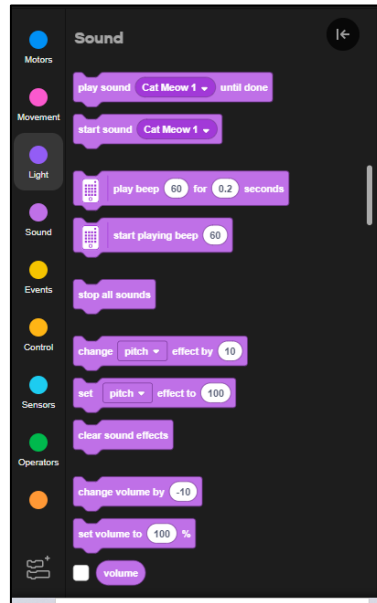 Sound
Motors
Movement
Light
Sound
Events
Control
Sensors
Operators
play sound Cat Meow 1 until done
start sound Cat Meow 1
play beep 60 for 0.2 seconds
start playing beep 60
stop all sounds
change pitch effect by 10
set pitch effect to 100
clear sound effects
change volume by -10
set volume to 100 %
volume